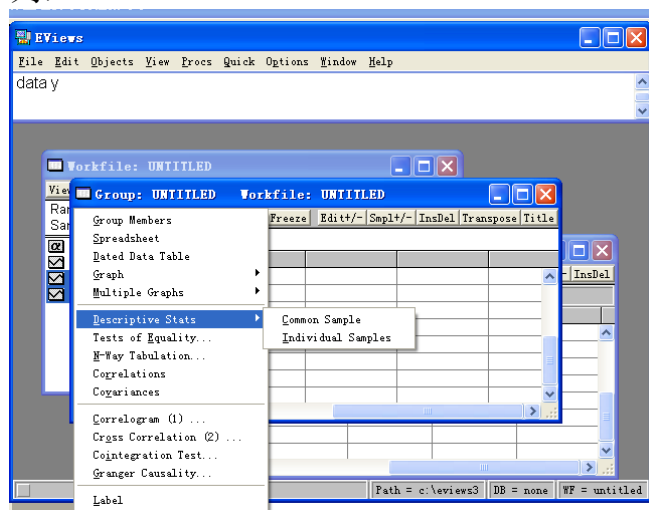 EViews
File Edit Objects View Procs Quick Options Window Help
data y
Workfile: UNTITLED
Group: UNTITLED Workfile: UNTITLED
Freeze Edit+/- Smpl+/- InsDel Transpose Title
InsDel
Group Members
Spreadsheet
Dated Data Table
Graph
Multiple Graphs
Descriptive Stats
Common Sample
Individual Samples
Tests of Equality...
N-Way Tabulation...
Correlations
Covariances
Correlogram (1) ...
Cross Correlation (2) ...
Cointegration Test...
Granger Causality...
Label
Path = c:\eviews3 DB = none WF = untitled